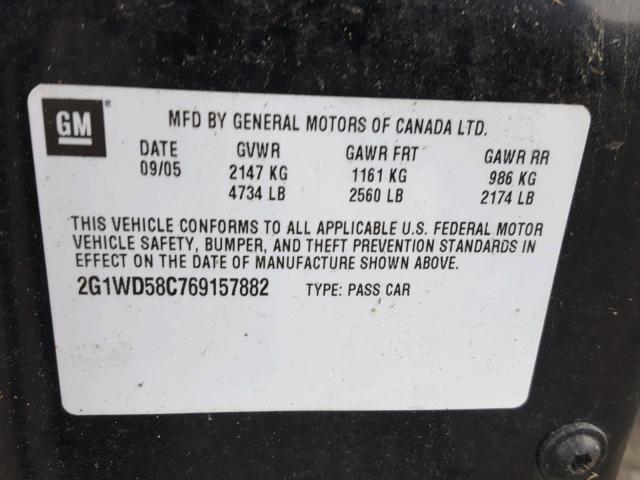 GM ®
MFD BY GENERAL MOTORS OF CANADA LTD.
DATE GVWR GAWR FRT GAWR RR
09/05 2147 KG 1161 KG 986 KG
4734 LB 2560 LB 2174 LB
THIS VEHICLE CONFORMS TO ALL APPLICABLE U.S. FEDERAL MOTOR
VEHICLE SAFETY, BUMPER, AND THEFT PREVENTION STANDARDS IN
EFFECT ON THE DATE OF MANUFACTURE SHOWN ABOVE.
2G1WD58C769157882 TYPE: PASS CAR